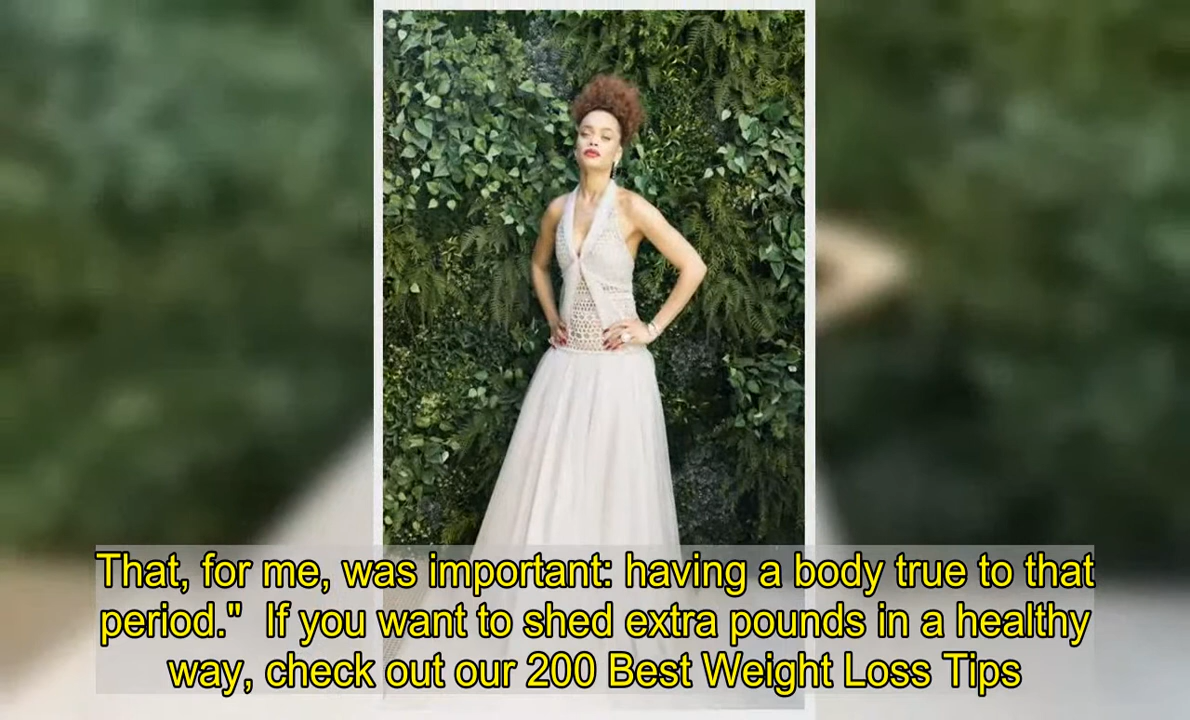 That, for me, was important: having a body true to that
period."  If you want to shed extra pounds in a healthy
way, check out our 200 Best Weight Loss Tips